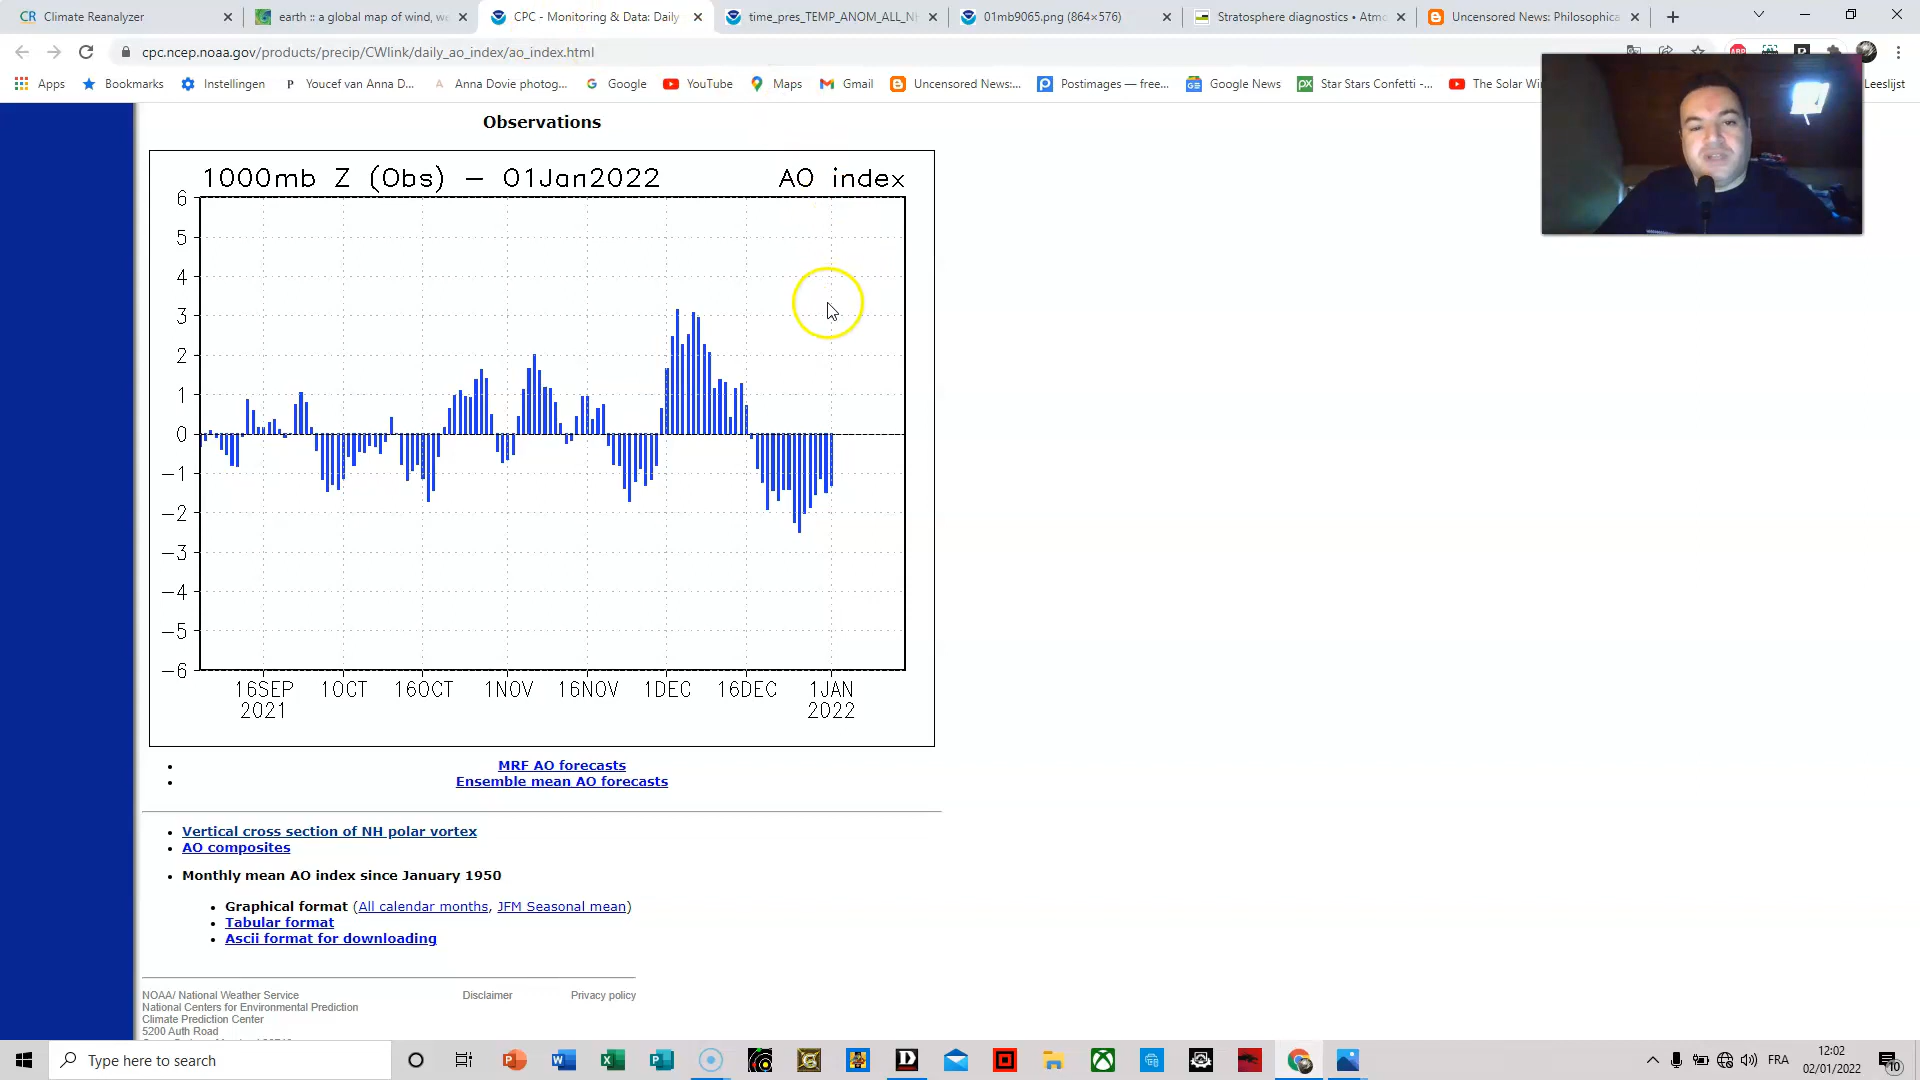 Climate Reanalyzer
earth :: a global map of wind, we
CPC - Monitoring & Data: Daily
time_pres_TEMP_ANOM_ALL_NH
01mb9065.png (864×576)
Stratosphere diagnostics • Atmo
Uncensored News: Philosophica
cpc.ncep.noaa.gov/products/precip/CWlink/daily_ao_index/ao_index.html
Apps
Bookmarks
Instellingen
Youcef van Anna D...
Anna Dovie photog...
Google
YouTube
Maps
Gmail
Uncensored News:...
Postimages — free...
Google News
Star Stars Confetti -...
The Solar Wi
Leeslijst
Observations
1000mb Z (Obs) – 01Jan2022 AO index
6
5
4
3
2
1
0
−1
−2
−3
−4
−5
−6
16SEP 1OCT 16OCT 1NOV 16NOV 1DEC 16DEC 1JAN
2021 2022
MRF AO forecasts
Ensemble mean AO forecasts
Vertical cross section of NH polar vortex
AO composites
Monthly mean AO index since January 1950
Graphical format (All calendar months, JFM Seasonal mean)
Tabular format
Ascii format for downloading
NOAA/ National Weather Service
National Centers for Environmental Prediction
Climate Prediction Center
5200 Auth Road
Disclaimer
Privacy policy
Type here to search
FRA
12:02
02/01/2022
10